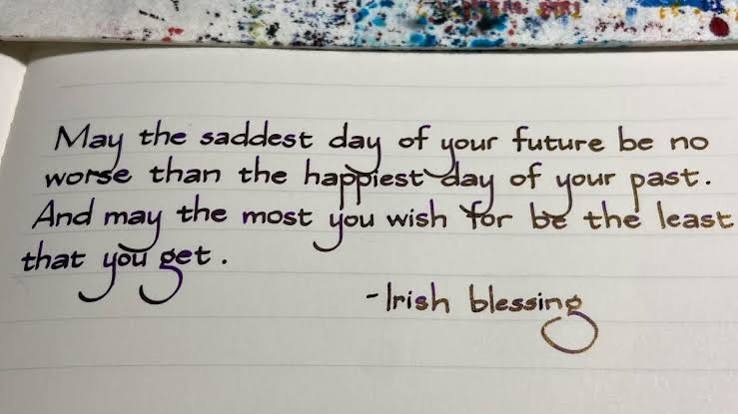 May the saddest day of your future be no
worse than the happiest day of your past.
And may the most you wish for be the least
that you get.
- Irish blessing